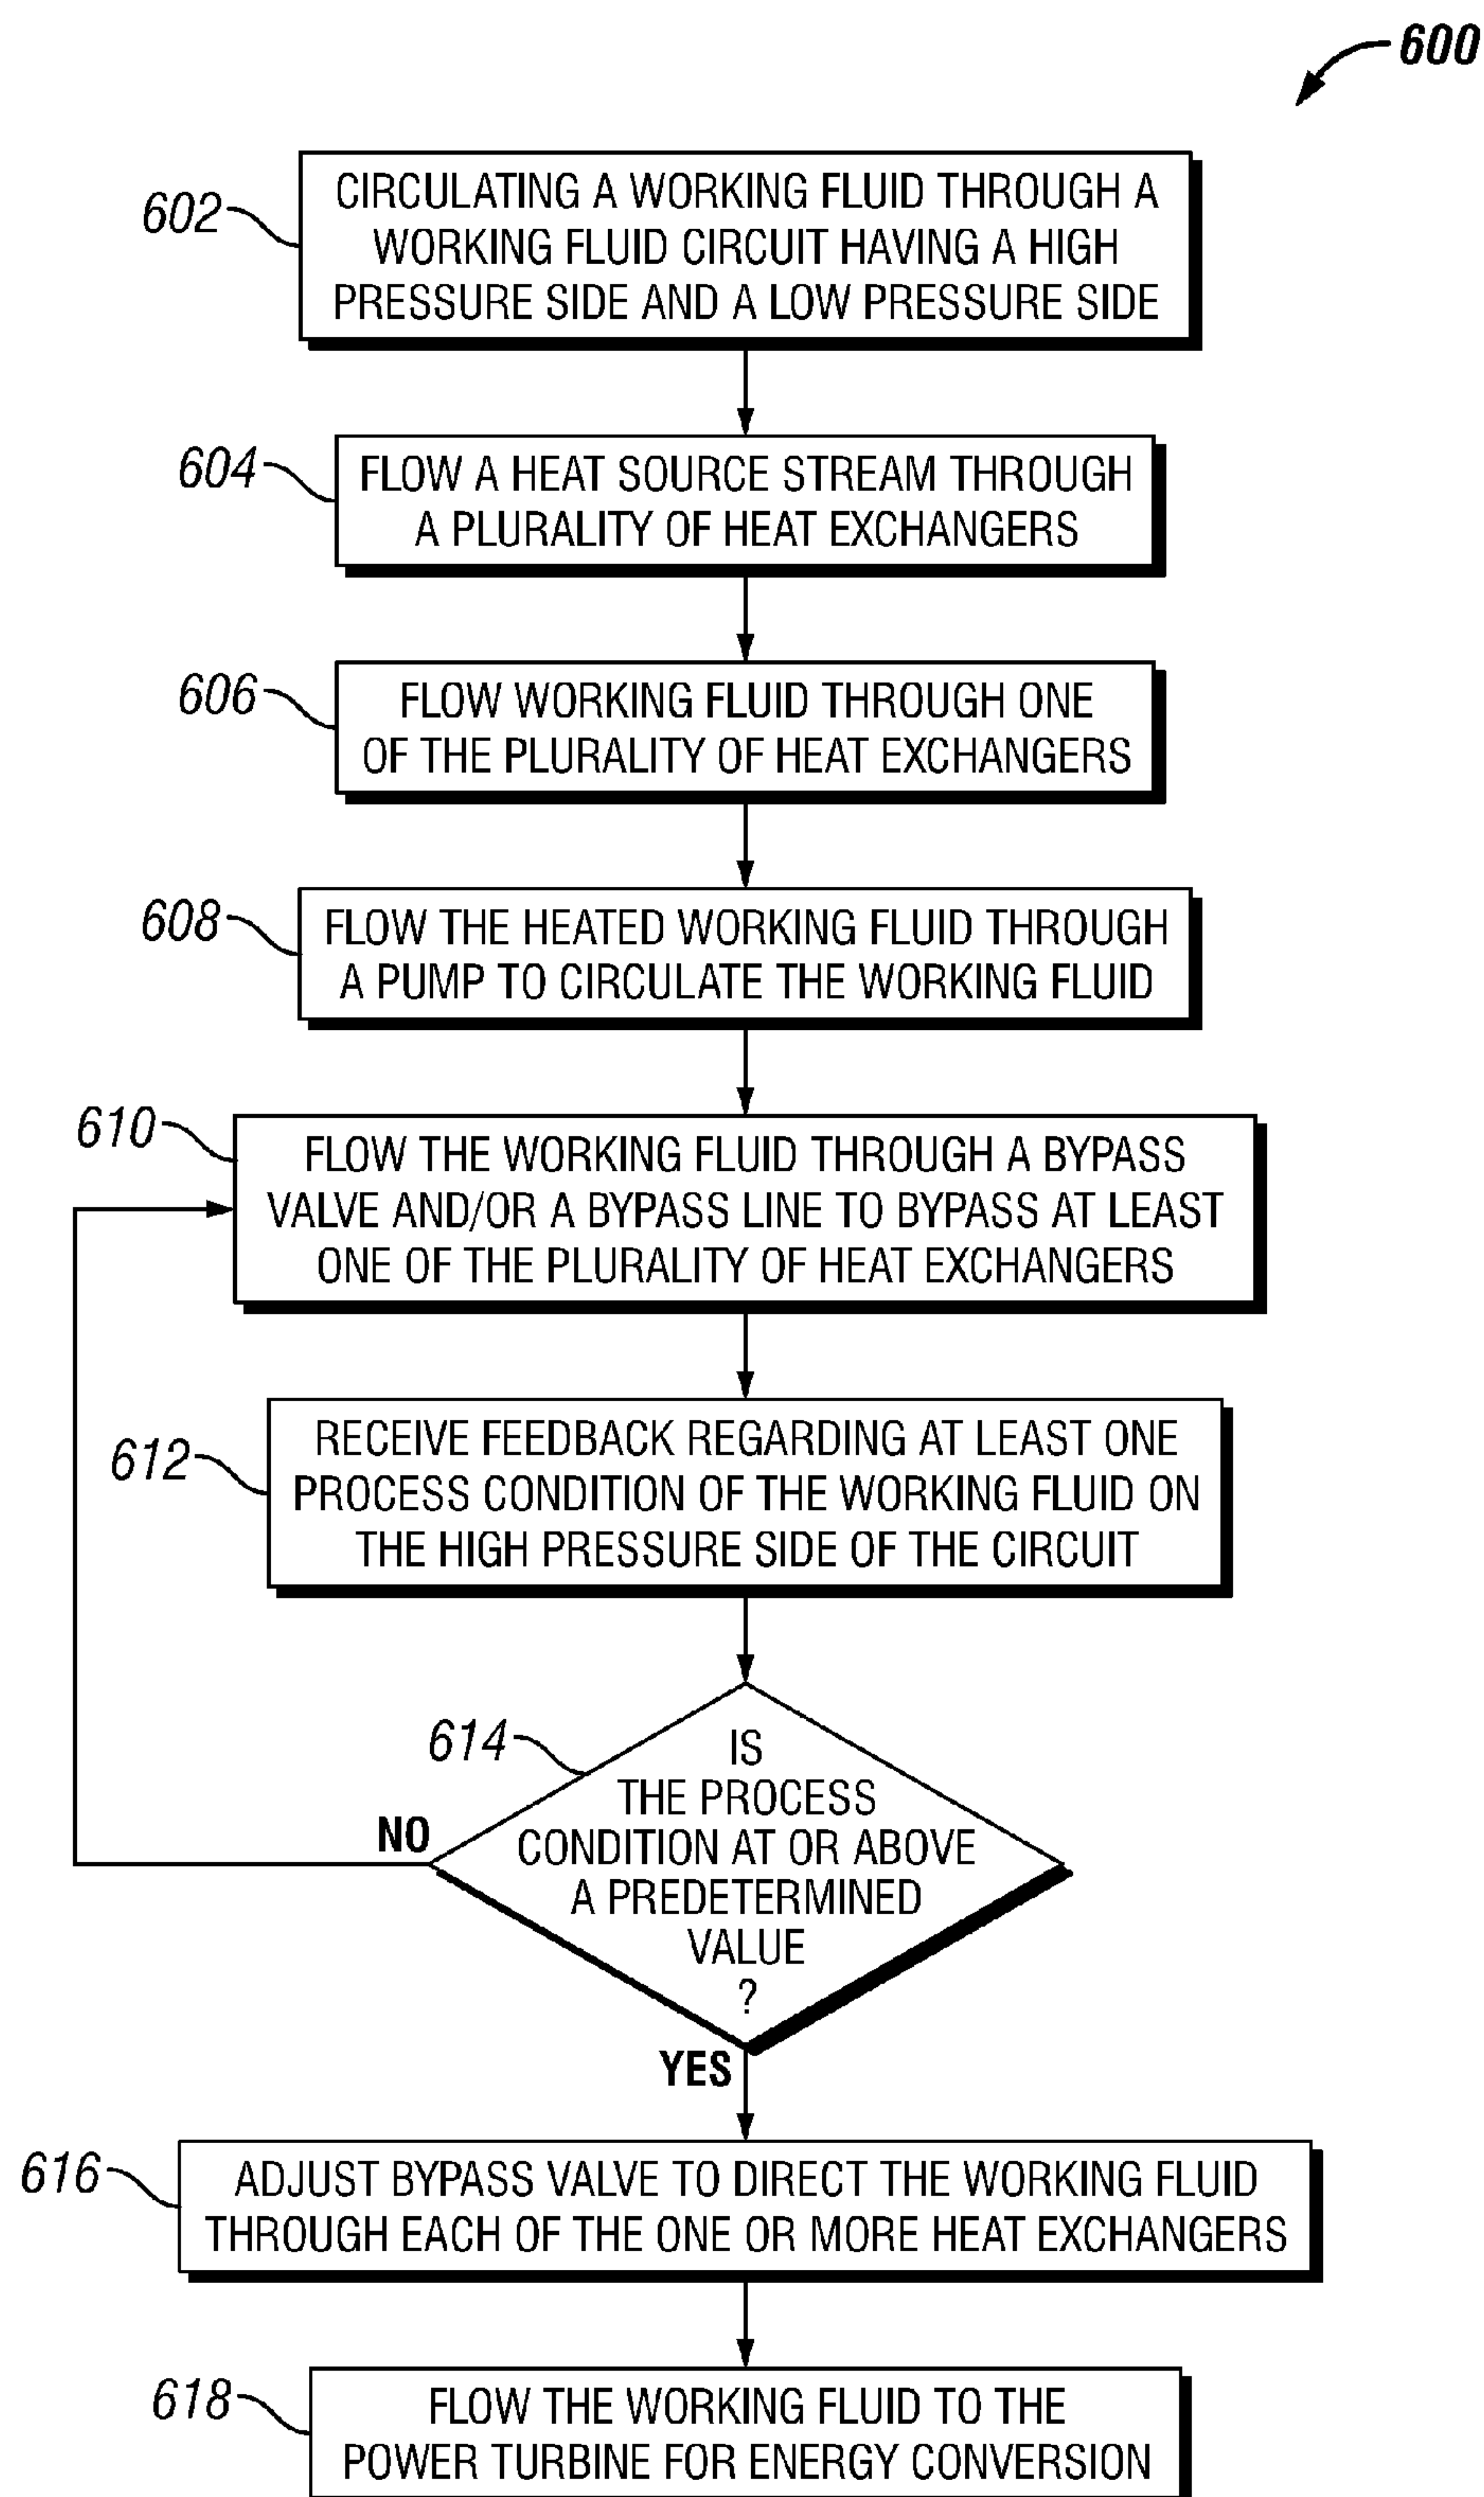 600
602
CIRCULATING A WORKING FLUID THROUGH A
WORKING FLUID CIRCUIT HAVING A HIGH
PRESSURE SIDE AND A LOW PRESSURE SIDE
604
FLOW A HEAT SOURCE STREAM THROUGH
A PLURALITY OF HEAT EXCHANGERS
606
FLOW WORKING FLUID THROUGH ONE
OF THE PLURALITY OF HEAT EXCHANGERS
608
FLOW THE HEATED WORKING FLUID THROUGH
A PUMP TO CIRCULATE THE WORKING FLUID
610
FLOW THE WORKING FLUID THROUGH A BYPASS
VALVE AND/OR A BYPASS LINE TO BYPASS AT LEAST
ONE OF THE PLURALITY OF HEAT EXCHANGERS
612
RECEIVE FEEDBACK REGARDING AT LEAST ONE
PROCESS CONDITION OF THE WORKING FLUID ON
THE HIGH PRESSURE SIDE OF THE CIRCUIT
614
IS
THE PROCESS
CONDITION AT OR ABOVE
A PREDETERMINED
VALUE
?
NO
YES
616
ADJUST BYPASS VALVE TO DIRECT THE WORKING FLUID
THROUGH EACH OF THE ONE OR MORE HEAT EXCHANGERS
618
FLOW THE WORKING FLUID TO THE
POWER TURBINE FOR ENERGY CONVERSION